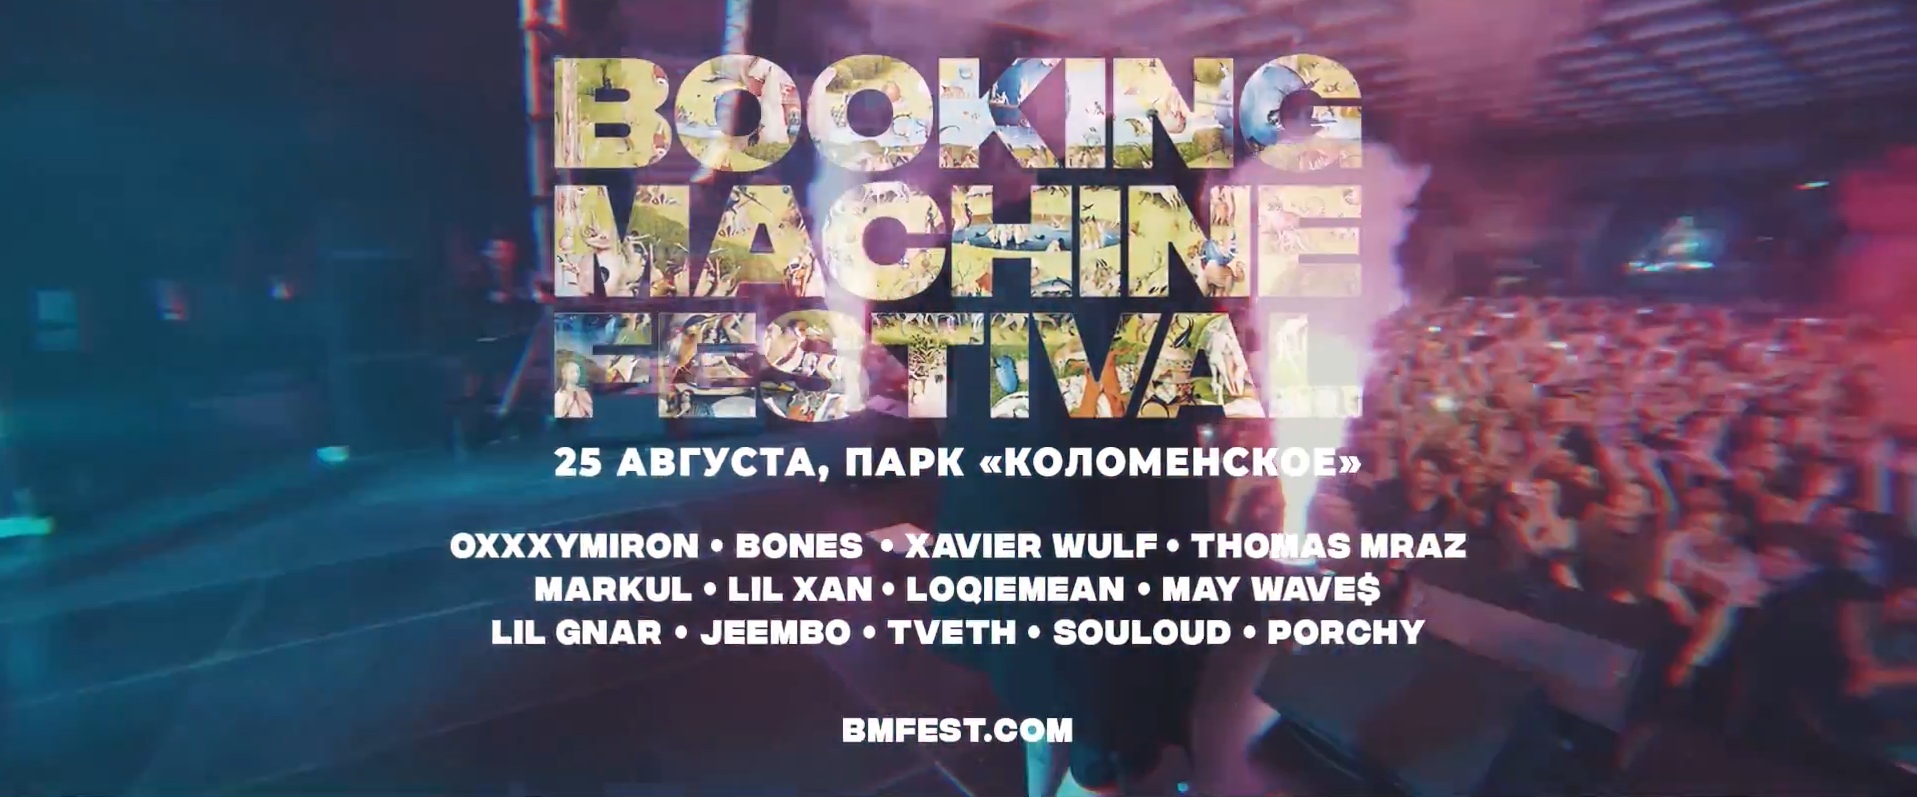 BOOKING
MACHINE
FESTIVAL
25 АВГУСТА, ПАРК «КОЛОМЕНСКОЕ»
OXXXYMIRON • BONES • XAVIER WULF • THOMAS MRAZ
MARKUL • LIL XAN • LOQIEMEAN • MAY WAVE$
LIL GNAR • JEEMBO • TVETH • SOULOUD • PORCHY
BMFEST.COM